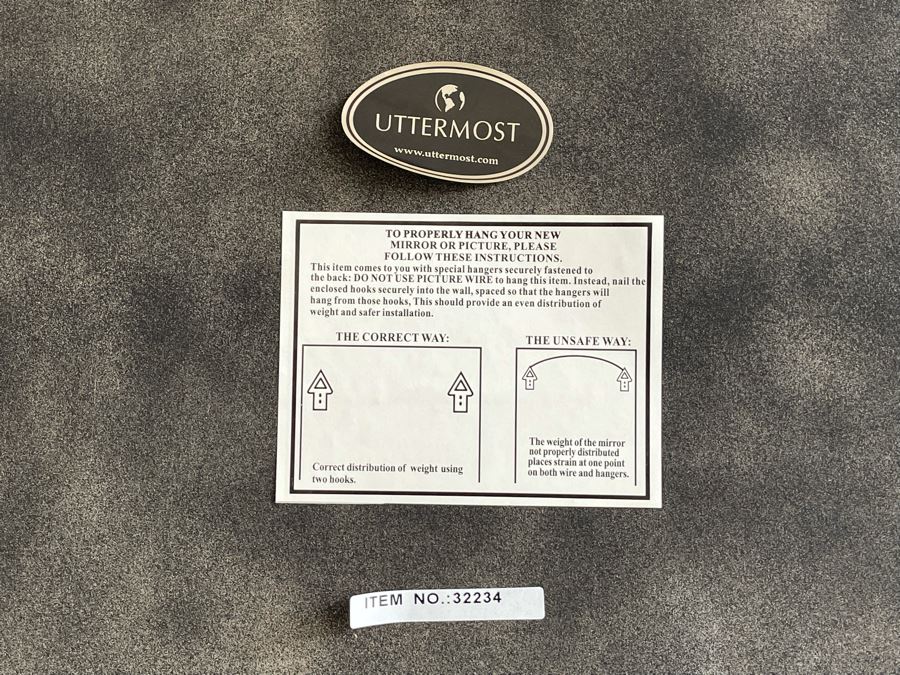 UTTERMOST
www.uttermost.com
TO PROPERLY HANG YOUR NEW
MIRROR OR PICTURE, PLEASE
FOLLOW THESE INSTRUCTIONS.
This item comes to you with special hangers securely fastened to
the back: DO NOT USE PICTURE WIRE to hang this item. Instead, nail the
enclosed hooks securely into the wall, spaced so that the hangers will
hang from those hooks, This should provide an even distribution of
weight and safer installation.
THE CORRECT WAY:
Correct distribution of weight using
two hooks.
THE UNSAFE WAY:
The weight of the mirror
not properly distributed
places strain at one point
on both wire and hangers.
ITEM NO.:32234